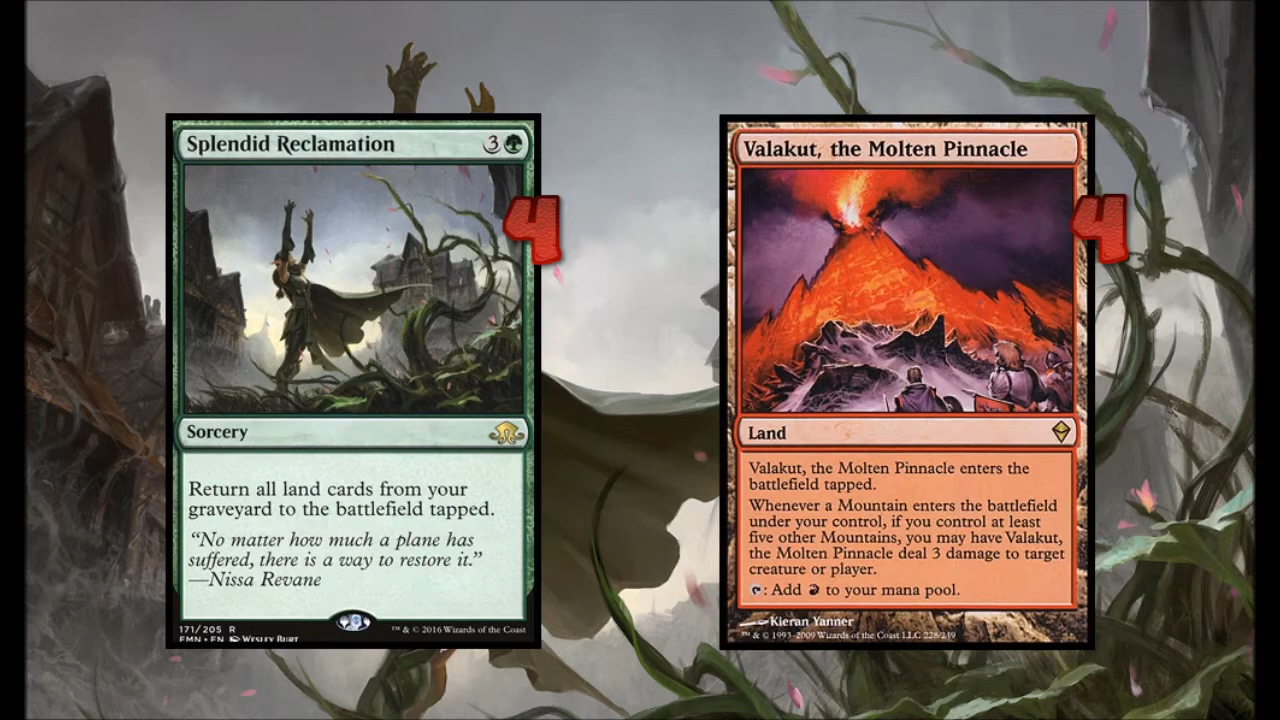 Splendid Reclamation 3
4
Sorcery
Return all land cards from your
graveyard to the battlefield tapped.
“No matter how much a plane has
suffered, there is a way to restore it.”
—Nissa Revane
171/205 R
EMN • EN Wesley Burt
™ & © 2016 Wizards of the Coast
Valakut, the Molten Pinnacle
4
Land
Valakut, the Molten Pinnacle enters the
battlefield tapped.
Whenever a Mountain enters the battlefield
under your control, if you control at least
five other Mountains, you may have Valakut,
the Molten Pinnacle deal 3 damage to target
creature or player.
: Add to your mana pool.
Kieran Yanner
™ & © 1993-2009 Wizards of the Coast LLC 228/249